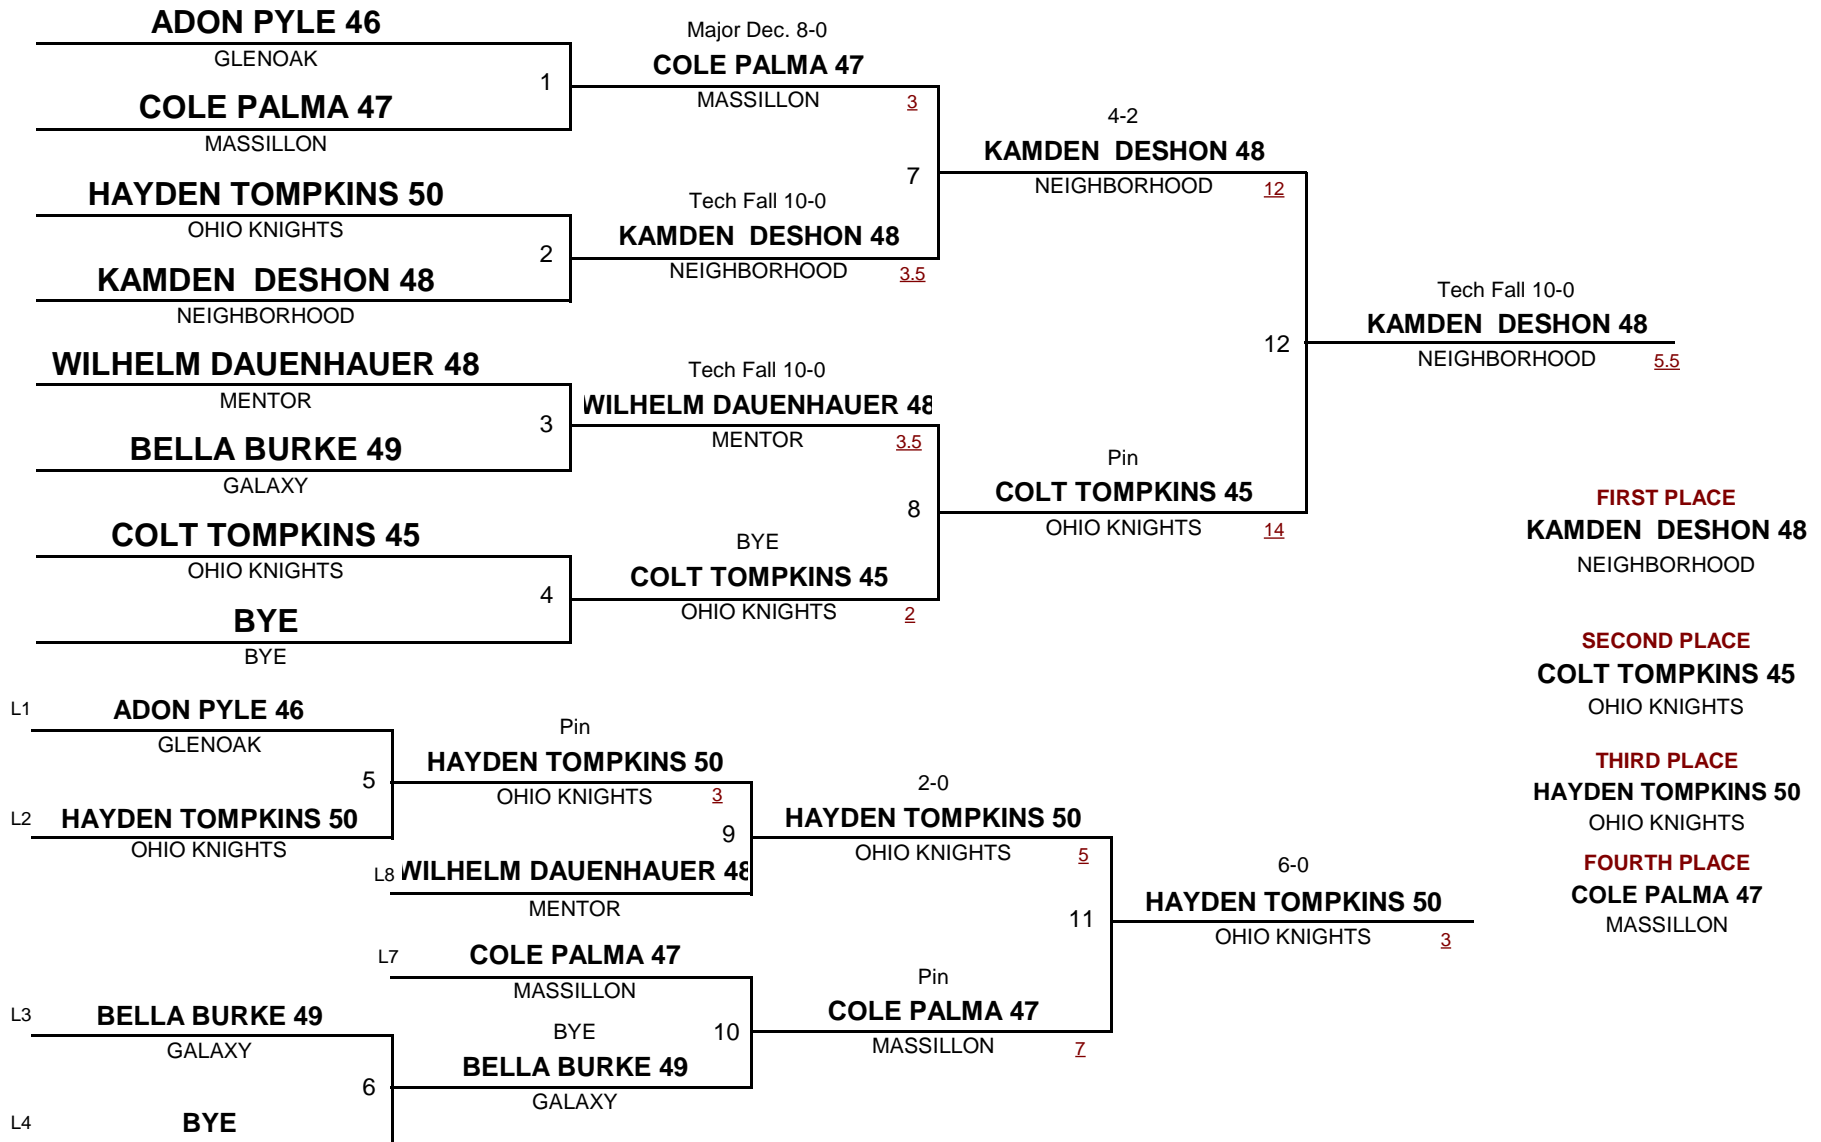 ADON PYLE 46
GLENOAK
1
COLE PALMA 47
MASSILLON
HAYDEN TOMPKINS 50
OHIO KNIGHTS
2
KAMDEN  DESHON 48
NEIGHBORHOOD
WILHELM DAUENHAUER 48
MENTOR
3
BELLA BURKE 49
GALAXY
COLT TOMPKINS 45
OHIO KNIGHTS
4
BYE
BYE
Major Dec. 8-0
COLE PALMA 47
MASSILLON 3
7
Tech Fall 10-0
KAMDEN  DESHON 48
NEIGHBORHOOD 3.5
Tech Fall 10-0
WILHELM DAUENHAUER 48
MENTOR 3.5
8
BYE
COLT TOMPKINS 45
OHIO KNIGHTS 2
4-2
KAMDEN  DESHON 48
NEIGHBORHOOD 12
12
Pin
COLT TOMPKINS 45
OHIO KNIGHTS 14
Tech Fall 10-0
KAMDEN  DESHON 48
NEIGHBORHOOD 5.5
FIRST PLACE
KAMDEN  DESHON 48
NEIGHBORHOOD
SECOND PLACE
COLT TOMPKINS 45
OHIO KNIGHTS
THIRD PLACE
HAYDEN TOMPKINS 50
OHIO KNIGHTS
FOURTH PLACE
COLE PALMA 47
MASSILLON
L1 ADON PYLE 46
GLENOAK
5
L2 HAYDEN TOMPKINS 50
OHIO KNIGHTS
Pin
HAYDEN TOMPKINS 50
OHIO KNIGHTS 3
9
L8 WILHELM DAUENHAUER 48
MENTOR
L7 COLE PALMA 47
MASSILLON
10
L3 BELLA BURKE 49
GALAXY
6
L4 BYE
BYE
BELLA BURKE 49
GALAXY
2-0
HAYDEN TOMPKINS 50
OHIO KNIGHTS 5
11
Pin
COLE PALMA 47
MASSILLON 7
6-0
HAYDEN TOMPKINS 50
OHIO KNIGHTS 3